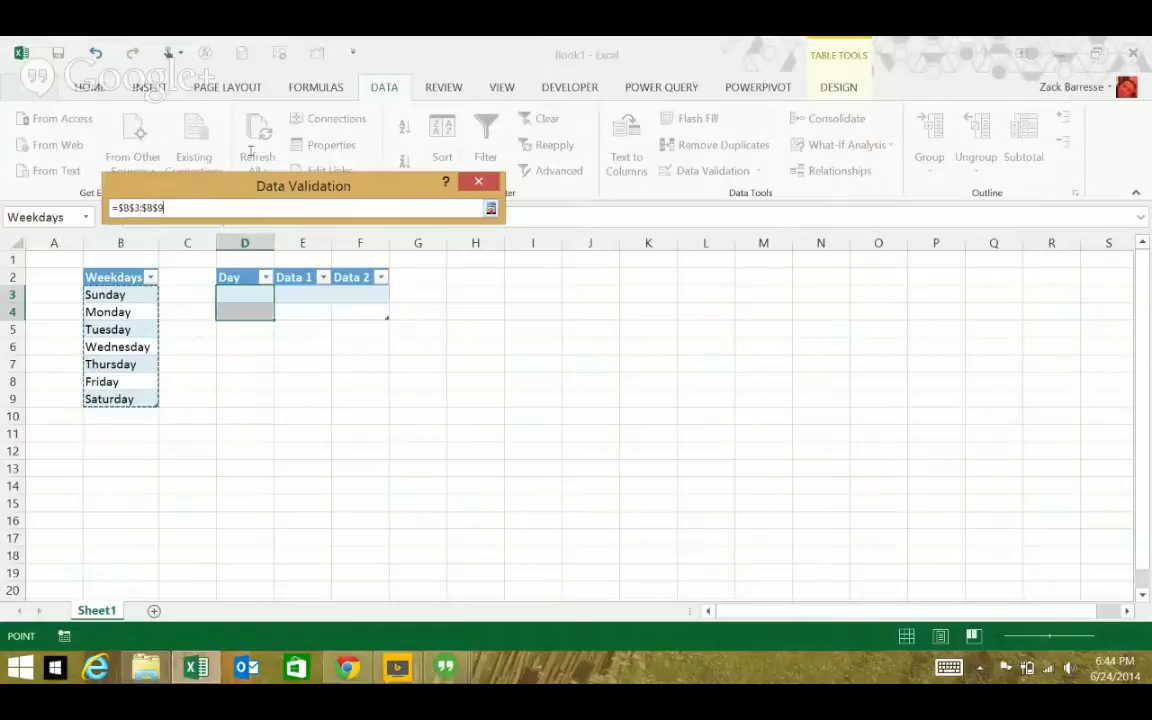 Book1 - Excel
TABLE TOOLS
Google+
HOME INSERT PAGE LAYOUT FORMULAS DATA REVIEW VIEW DEVELOPER POWER QUERY POWERPIVOT DESIGN
Zack Barresse
From Access
From Web
From Text
From Other
Existing
Refresh
All
Connections
Properties
Edit Links
Sort
Filter
Clear
Reapply
Advanced
Text to
Columns
Flash Fill
Remove Duplicates
Data Validation
Consolidate
What-If Analysis
Relationships
Group
Ungroup
Subtotal
Data Tools
Outline
Data Validation
?
=$B$3:$B$9
Weekdays
A B C D E F G H I J K L M N O P Q R S
1
2 Weekdays Day Data 1 Data 2
3 Sunday
4 Monday
5 Tuesday
6 Wednesday
7 Thursday
8 Friday
9 Saturday
10
11
12
13
14
15
16
17
18
19
20
Sheet1
POINT
6:44 PM
6/24/2014